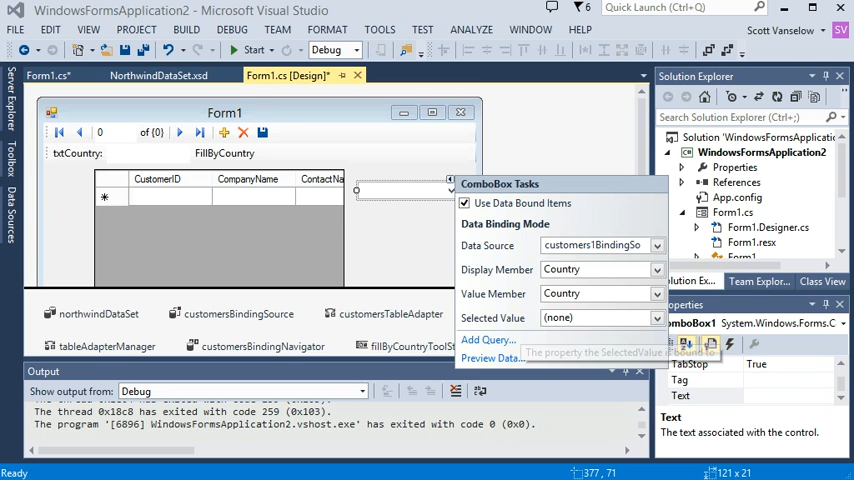 WindowsFormsApplication2 - Microsoft Visual Studio
6
Quick Launch (Ctrl+Q)
FILE EDIT VIEW PROJECT BUILD DEBUG TEAM FORMAT TOOLS TEST ANALYZE WINDOW HELP
Scott Vanselow
SV
Start
Debug
Server Explorer
Toolbox
Data Sources
Form1.cs*
NorthwindDataSet.xsd
Form1.cs [Design]*
Form1
0
of {0}
txtCountry:
FillByCountry
CustomerID
CompanyName
ContactNa
ComboBox Tasks
Use Data Bound Items
Data Binding Mode
Data Source
customers1BindingSo
Display Member
Country
Value Member
Country
Selected Value
(none)
Add Query...
The property the SelectedValue is bound to
Preview Data...
northwindDataSet
customersBindingSource
customersTableAdapter
tableAdapterManager
customersBindingNavigator
fillByCountryToolSt
Output
Show output from:
Debug
The thread 0x18c8 has exited with code 259 (0x103).
The program '[6896] WindowsFormsApplication2.vshost.exe' has exited with code 0 (0x0).
Solution Explorer
Search Solution Explorer (Ctrl+;)
Solution 'WindowsFormsApplicatio
WindowsFormsApplication2
Properties
References
App.config
Form1.cs
Form1.Designer.cs
Form1.resx
Form1
olution Ex...
Team Explor...
Class View
roperties
omboBox1 System.Windows.Forms.C
TabStop
True
Tag
Text
Text
The text associated with the control.
Ready
377 , 71
121 x 21